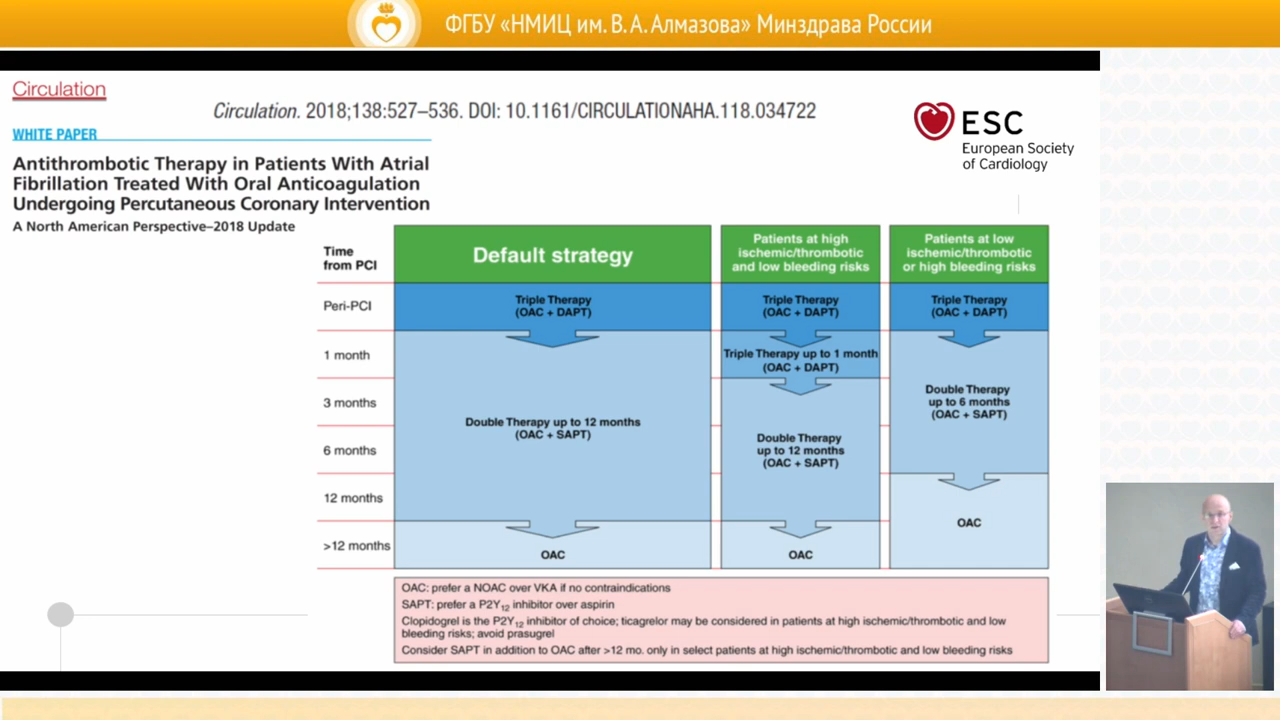 ФГБУ «НМИЦ им. В. А. Алмазова» Минздрава России
Circulation
Circulation. 2018;138:527–536. DOI: 10.1161/CIRCULATIONAHA.118.034722
ESC
European Society
of Cardiology
WHITE PAPER
Antithrombotic Therapy in Patients With Atrial
Fibrillation Treated With Oral Anticoagulation
Undergoing Percutaneous Coronary Intervention
A North American Perspective–2018 Update
Time
from PCI
Default strategy
Patients at high
ischemic/thrombotic
and low bleeding risks
Patients at low
ischemic/thrombotic
or high bleeding risks
Peri-PCI
Triple Therapy
(OAC + DAPT)
Triple Therapy
(OAC + DAPT)
Triple Therapy
(OAC + DAPT)
1 month
Triple Therapy up to 1 month
(OAC + DAPT)
3 months
Double Therapy up to 12 months
(OAC + SAPT)
Double Therapy
up to 6 months
(OAC + SAPT)
6 months
Double Therapy
up to 12 months
(OAC + SAPT)
12 months
OAC
>12 months
OAC
OAC
OAC: prefer a NOAC over VKA if no contraindications
SAPT: prefer a P2Y12 inhibitor over aspirin
Clopidogrel is the P2Y12 inhibitor of choice; ticagrelor may be considered in patients at high ischemic/thrombotic and low
bleeding risks; avoid prasugrel
Consider SAPT in addition to OAC after >12 mo. only in select patients at high ischemic/thrombotic and low bleeding risks